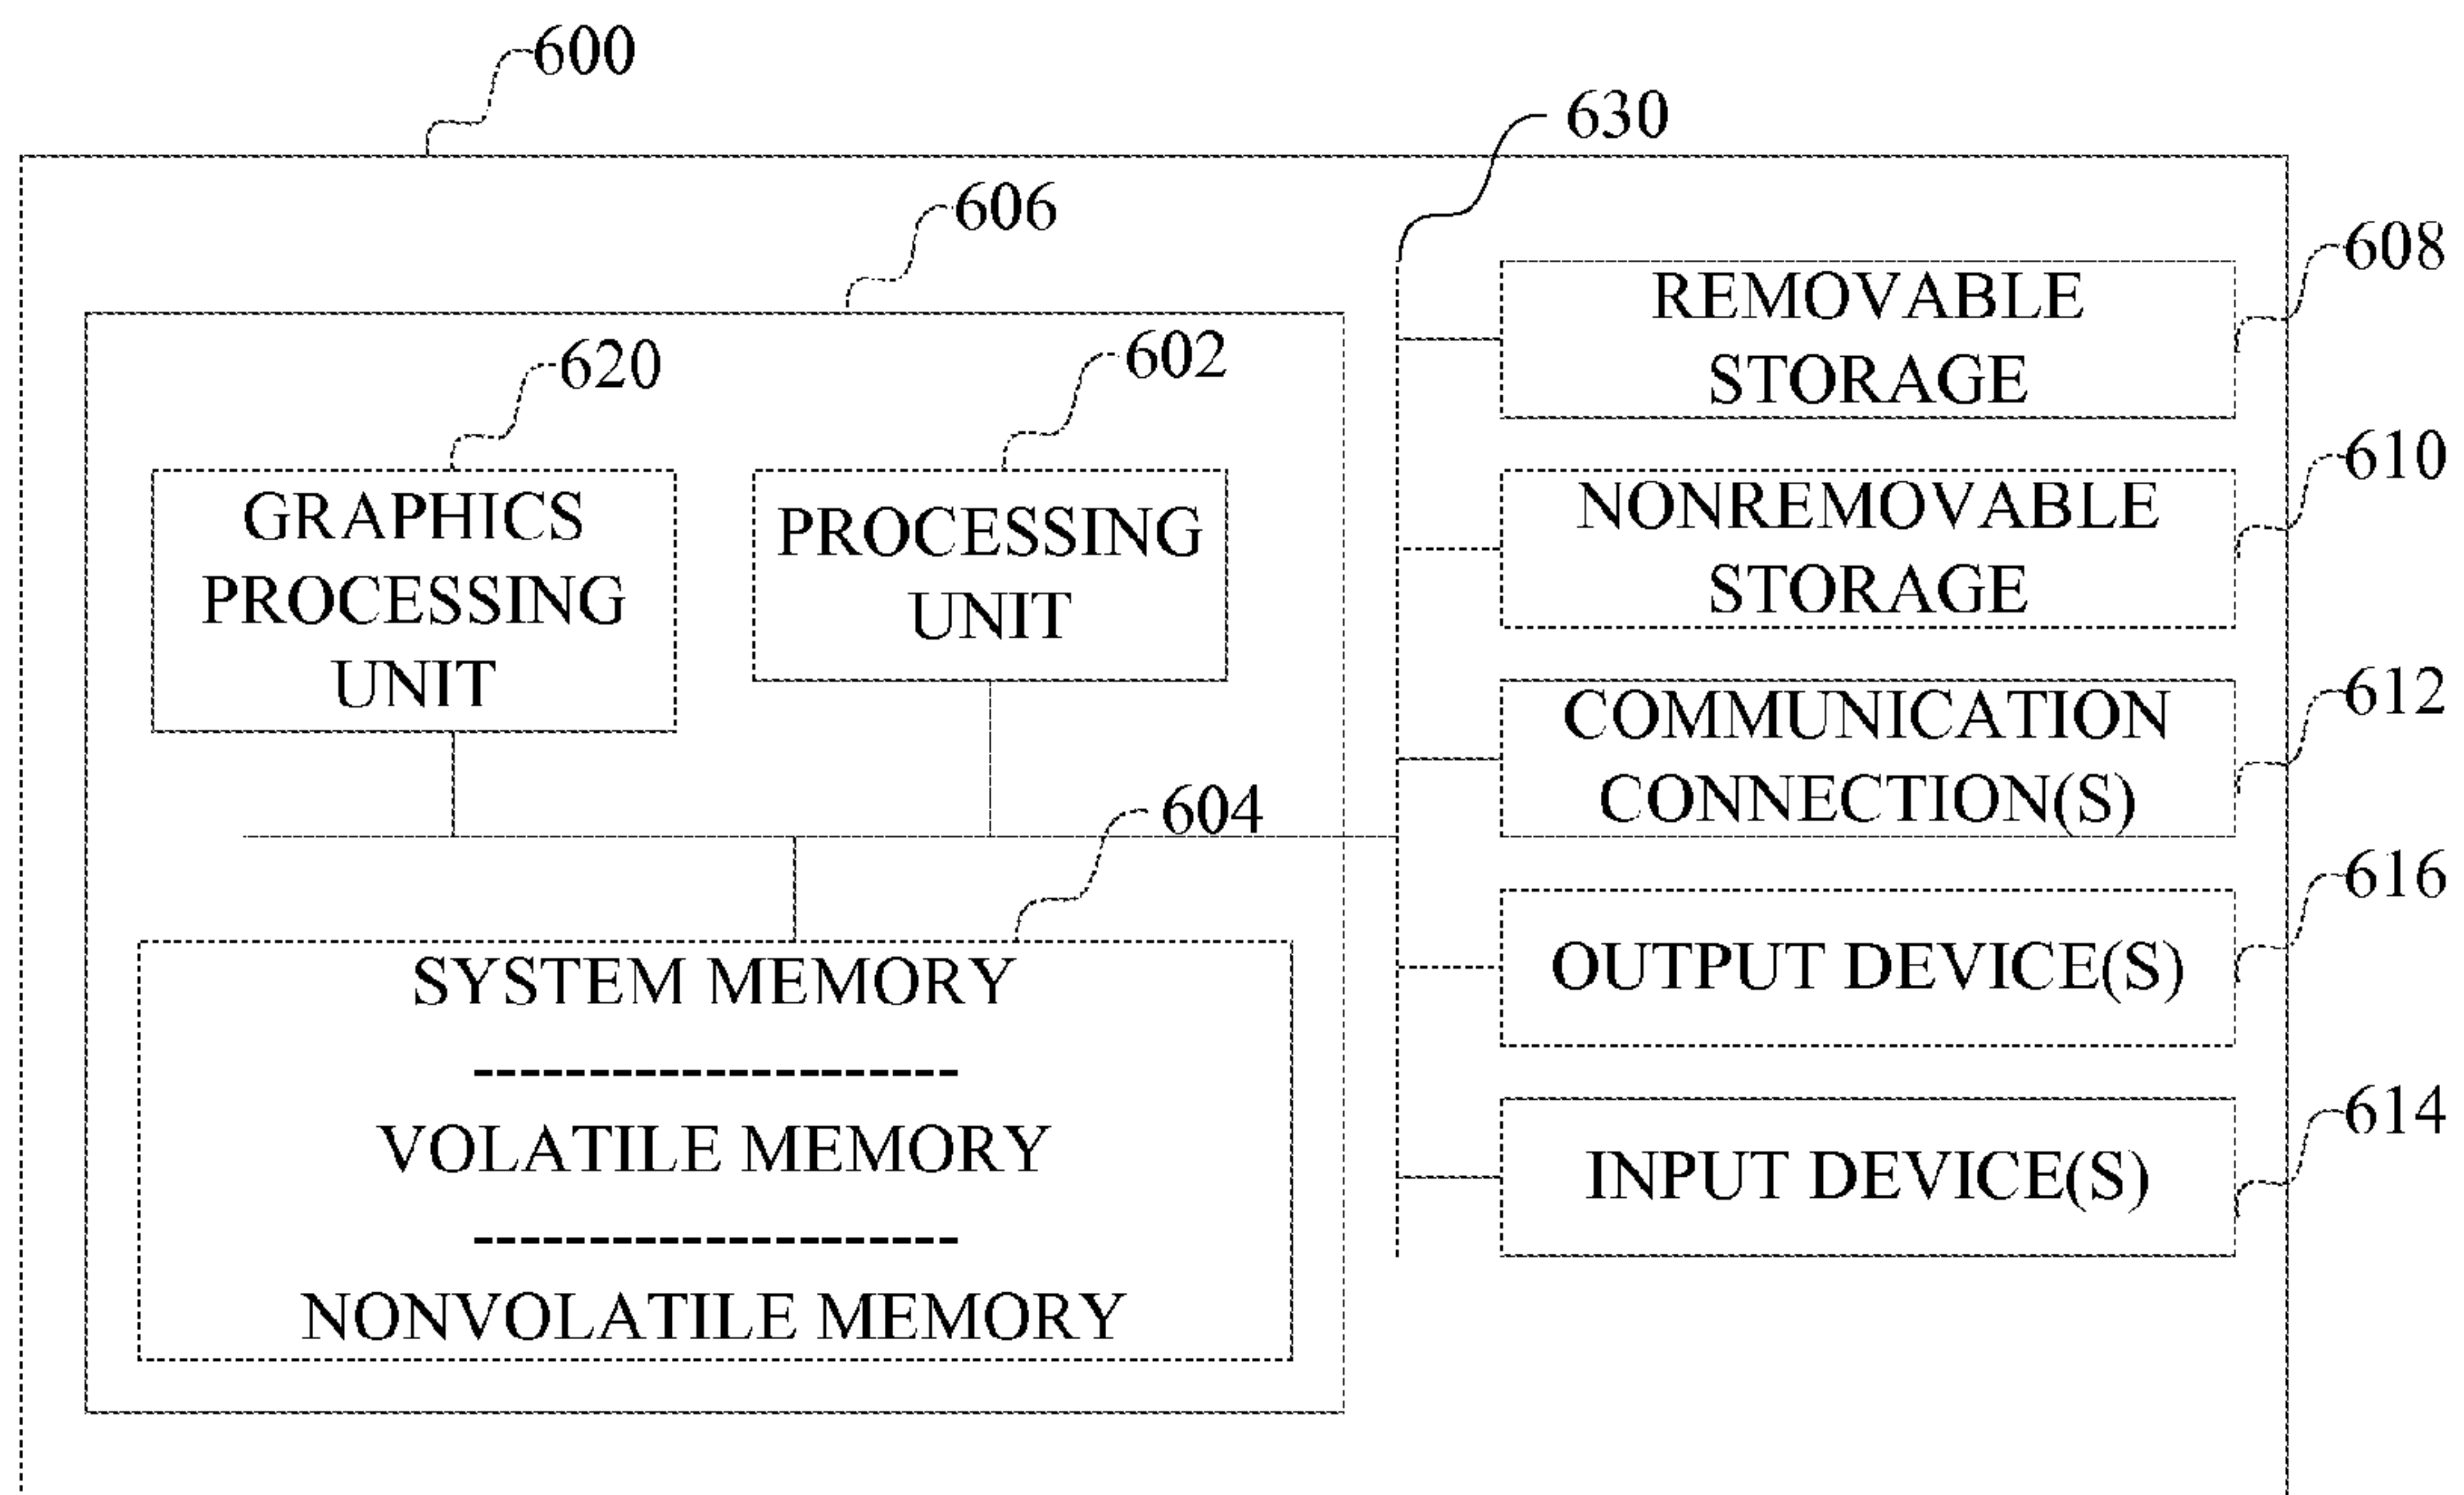 600
630
606
608
REMOVABLE
STORAGE
620
602
GRAPHICS
PROCESSING
UNIT
PROCESSING
UNIT
610
NONREMOVABLE
STORAGE
612
COMMUNICATION
CONNECTION(S)
604
SYSTEM MEMORY
--------------------
VOLATILE MEMORY
--------------------
NONVOLATILE MEMORY
616
OUTPUT DEVICE(S)
614
INPUT DEVICE(S)